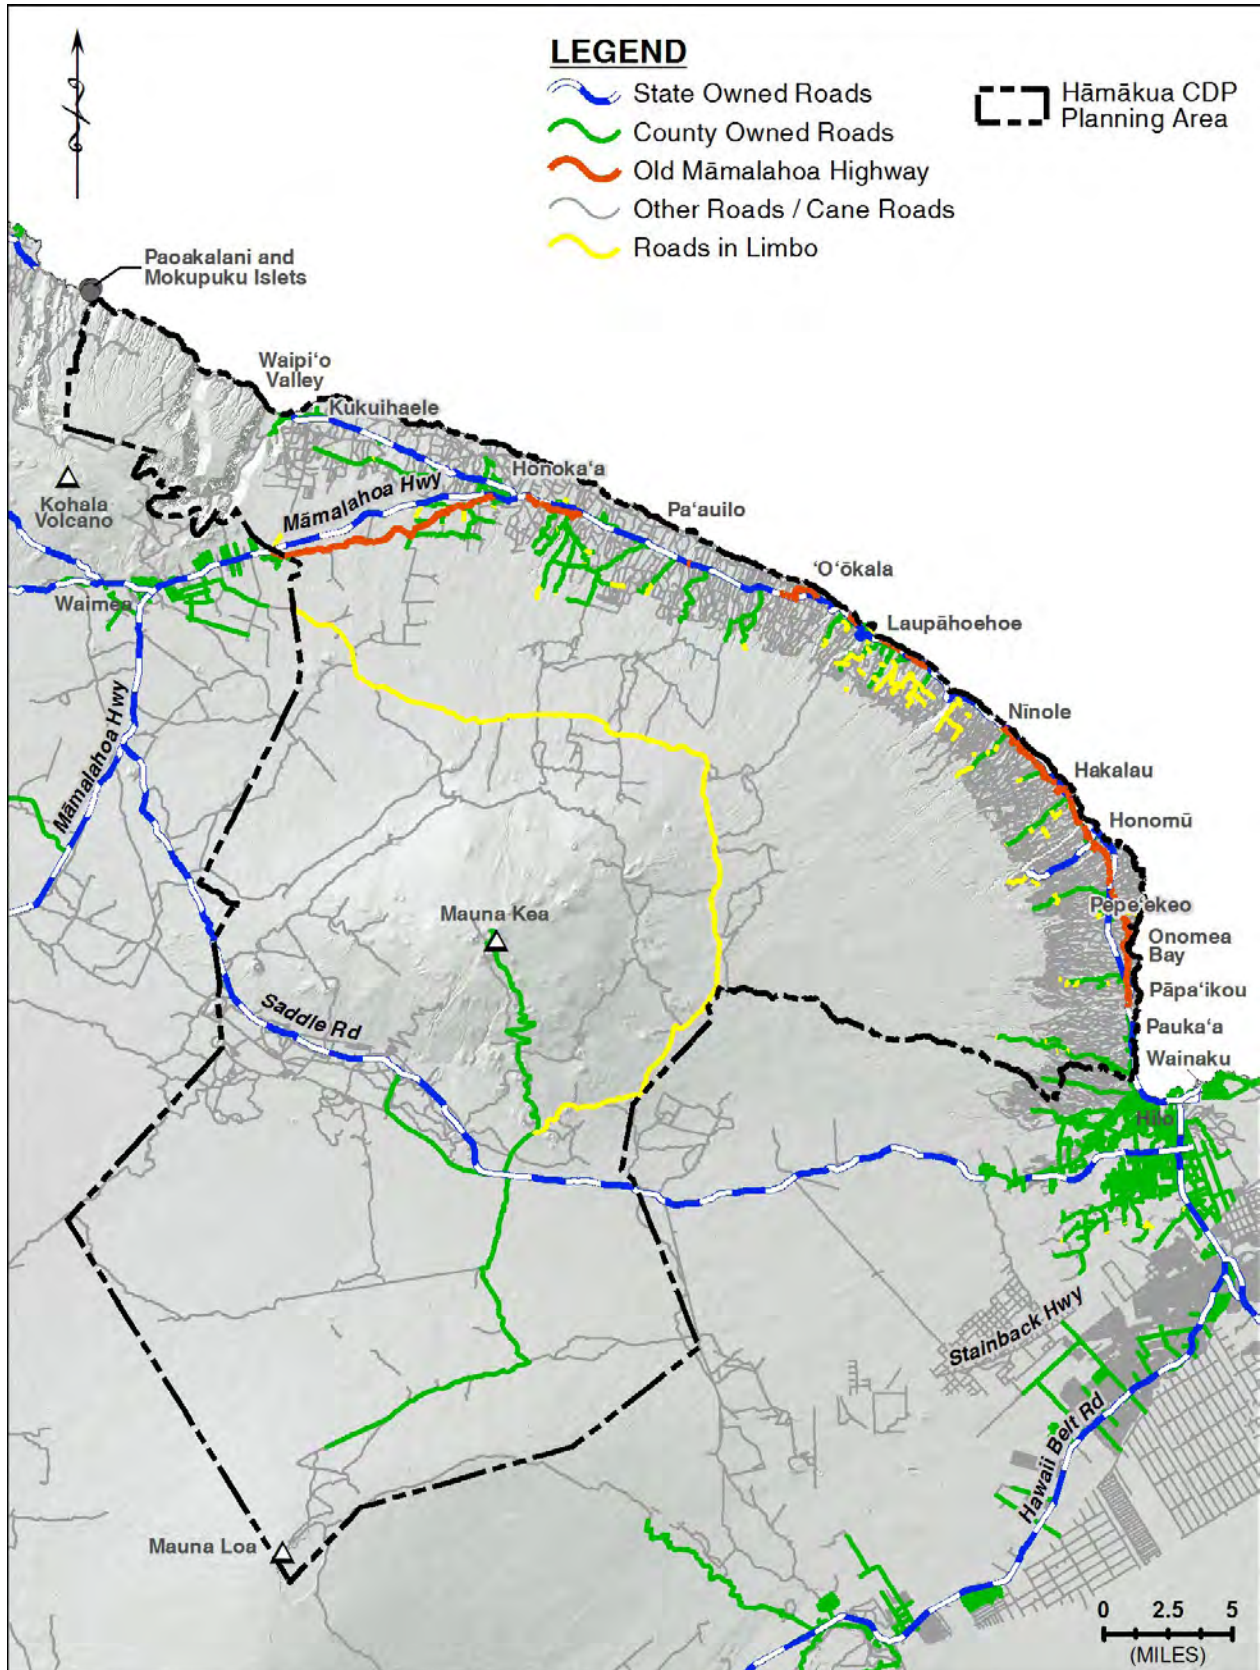 LEGEND
State Owned Roads
County Owned Roads
Old Māmalahoa Highway
Other Roads / Cane Roads
Roads in Limbo
Hāmākua CDP
Planning Area
Paoakalani and
Mokupuku Islets
Waipi‘o
Valley
Kukuihaele
Honoka‘a
Māmalahoa Hwy
Kohala
Volcano
Pa‘auilo
‘O‘ōkala
Waimea
Laupāhoehoe
Māmalahoa Hwy
Nīnole
Hakalau
Honomū
Mauna Kea
Pepe‘ekeo
Onomea
Bay
Saddle Rd
Pāpa‘ikou
Pauka‘a
Wainaku
Hilo
Stainback Hwy
Hawaii Belt Rd
Mauna Loa
0 2.5 5
(MILES)